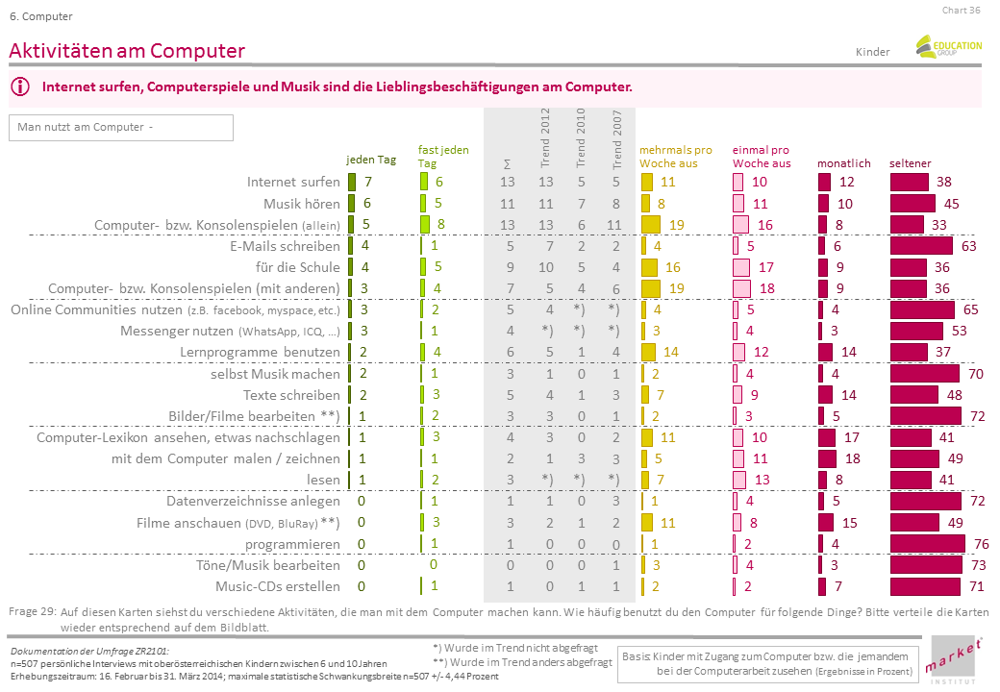 6. Computer
Chart 36
Aktivitäten am Computer
Kinder
EDUCATION
GROUP
Internet surfen, Computerspiele und Musik sind die Lieblingsbeschäftigungen am Computer.
Man nutzt am Computer -
jeden Tag fast jeden Tag Σ Trend 2012 Trend 2010 Trend 2007 mehrmals pro Woche aus einmal pro Woche aus monatlich seltener
Internet surfen 7 6 13 13 5 5 11 10 12 38
Musik hören 6 5 11 11 7 8 8 11 10 45
Computer- bzw. Konsolenspielen (allein) 5 8 13 13 6 11 19 16 8 33
E-Mails schreiben 4 1 5 7 2 2 4 5 6 63
für die Schule 4 5 9 10 5 4 16 17 9 36
Computer- bzw. Konsolenspielen (mit anderen) 3 4 7 5 4 6 19 18 9 36
Online Communities nutzen (z.B. facebook, myspace, etc.) 3 2 5 4 *) *) 4 5 4 65
Messenger nutzen (WhatsApp, ICQ, ...) 3 1 4 *) *) *) 3 4 3 53
Lernprogramme benutzen 2 4 6 5 1 4 14 12 14 37
selbst Musik machen 2 1 3 1 0 1 2 4 4 70
Texte schreiben 2 3 5 4 1 3 7 9 14 48
Bilder/Filme bearbeiten **) 1 2 3 3 0 1 2 3 5 72
Computer-Lexikon ansehen, etwas nachschlagen 1 3 4 3 0 2 11 10 17 41
mit dem Computer malen / zeichnen 1 1 2 1 3 3 5 11 18 49
lesen 1 2 3 *) *) *) 7 13 8 41
Datenverzeichnisse anlegen 0 1 1 1 0 3 1 4 5 72
Filme anschauen (DVD, BluRay) **) 0 3 3 2 1 2 11 8 15 49
programmieren 0 1 1 0 0 0 1 2 4 76
Töne/Musik bearbeiten 0 0 0 0 0 1 3 4 3 73
Music-CDs erstellen 0 1 1 0 1 1 2 2 7 71
Frage 29: Auf diesen Karten siehst du verschiedene Aktivitäten, die man mit dem Computer machen kann. Wie häufig benutzt du den Computer für folgende Dinge? Bitte verteile die Karten
wieder entsprechend auf dem Bildblatt.
Dokumentation der Umfrage ZR2101:
n=507 persönliche Interviews mit oberösterreichischen Kindern zwischen 6 und 10 Jahren
Erhebungszeitraum: 16. Februar bis 31. März 2014; maximale statistische Schwankungsbreite n=507 +/- 4,44 Prozent
*) Wurde im Trend nicht abgefragt
**) Wurde im Trend anders abgefragt
Basis: Kinder mit Zugang zum Computer bzw. die jemandem
bei der Computerarbeit zusehen (Ergebnisse in Prozent)
market
INSTITUT